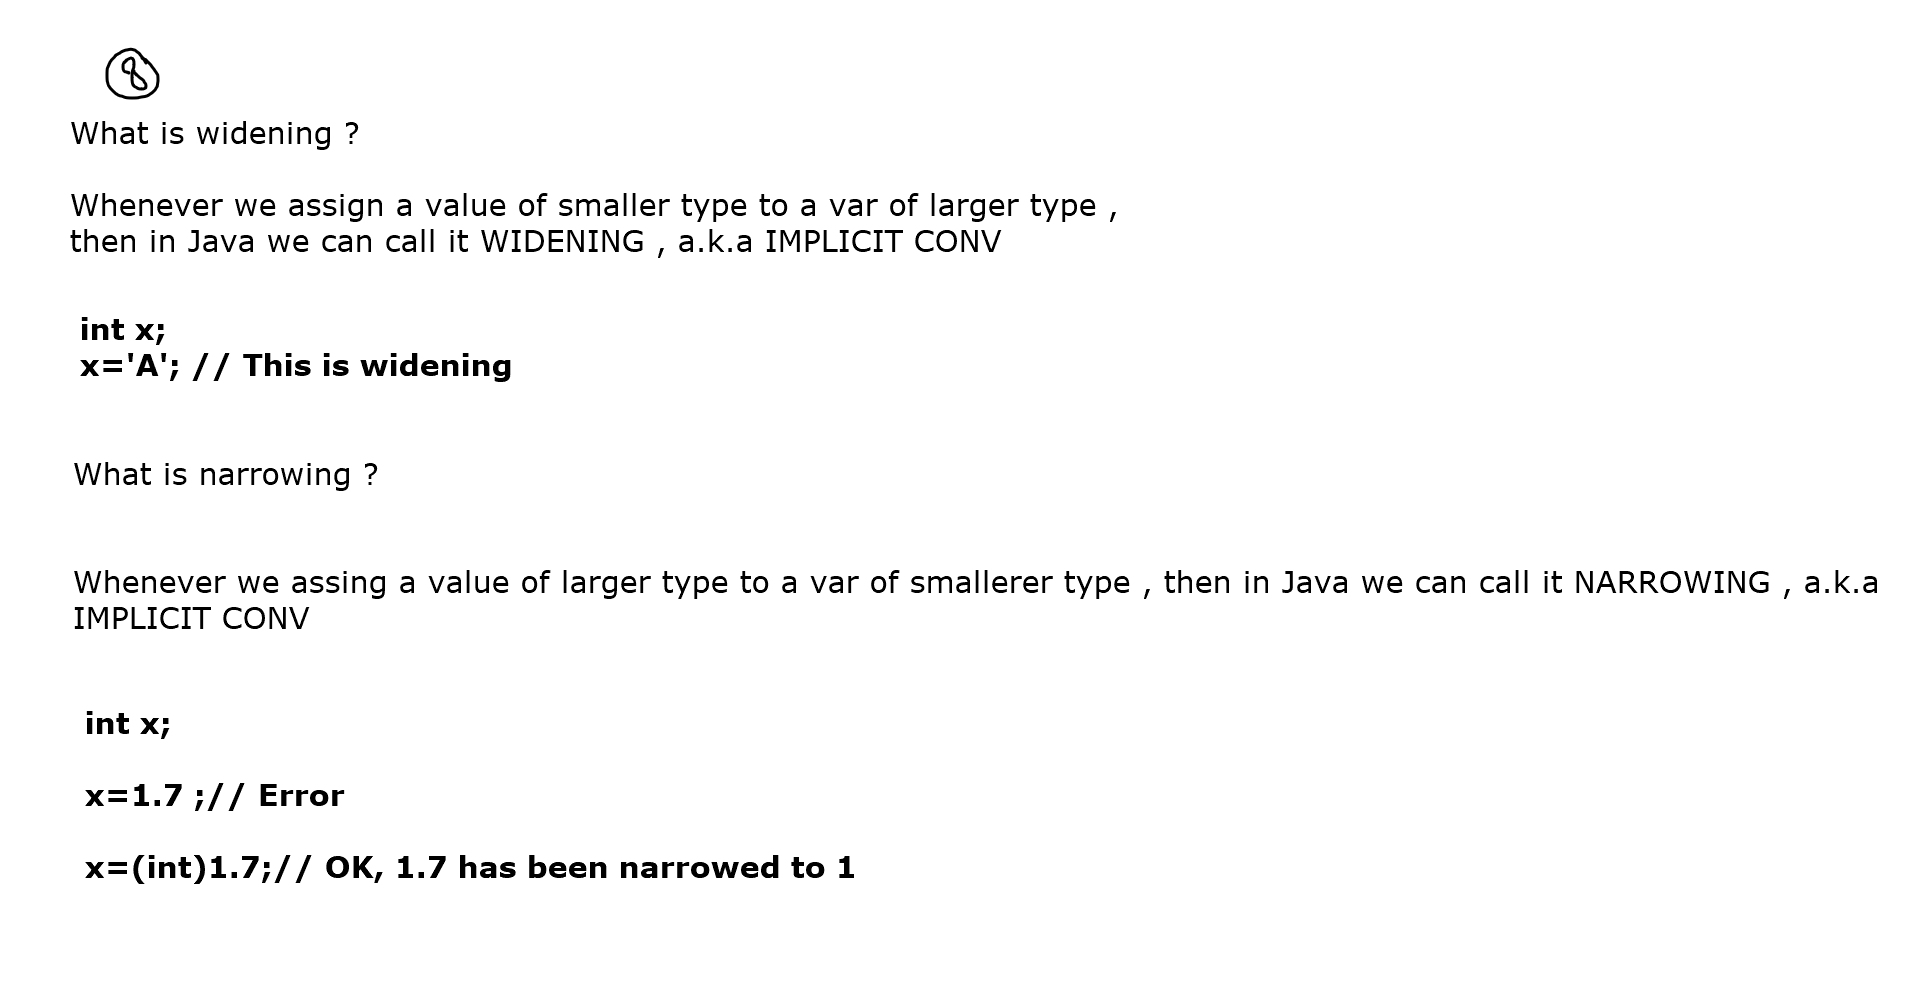 8
What is widening ?
Whenever we assign a value of smaller type to a var of larger type ,
then in Java we can call it WIDENING , a.k.a IMPLICIT CONV
int x;
x='A'; // This is widening
What is narrowing ?
Whenever we assing a value of larger type to a var of smallerer type , then in Java we can call it NARROWING , a.k.a
IMPLICIT CONV
int x;
x=1.7 ;// Error
x=(int)1.7;// OK, 1.7 has been narrowed to 1